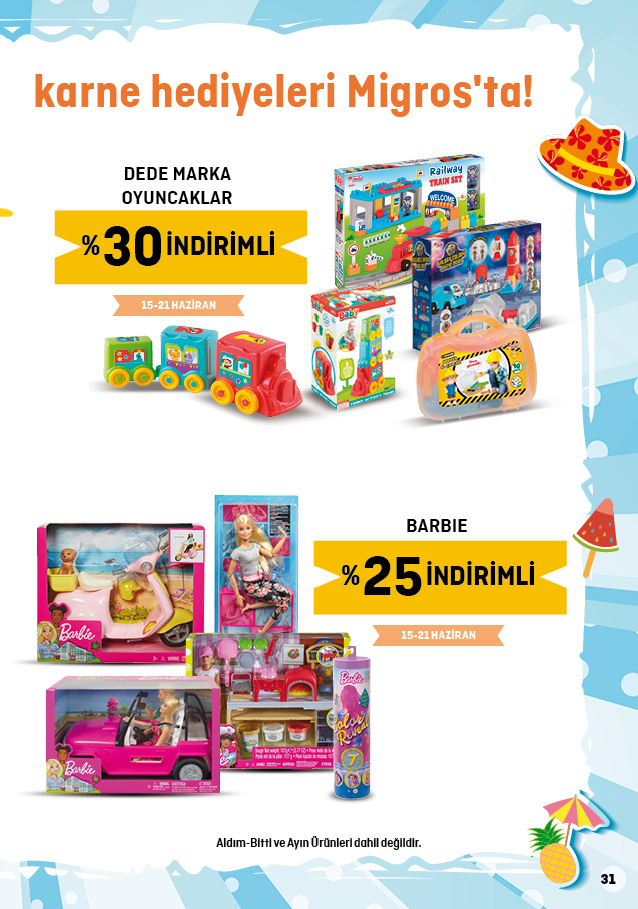 karne hediyeleri Migros'ta!
DEDE MARKA
OYUNCAKLAR
%30 İNDİRİMLİ
15-21 HAZİRAN
Railway
TRAIN SET
WELCOME
Baby
BARBIE
%25 İNDİRİMLİ
15-21 HAZİRAN
Barbie
Barbie
Barbie
Color Reveal
7
Aldım-Bitti ve Ayın Ürünleri dahil değildir.
31